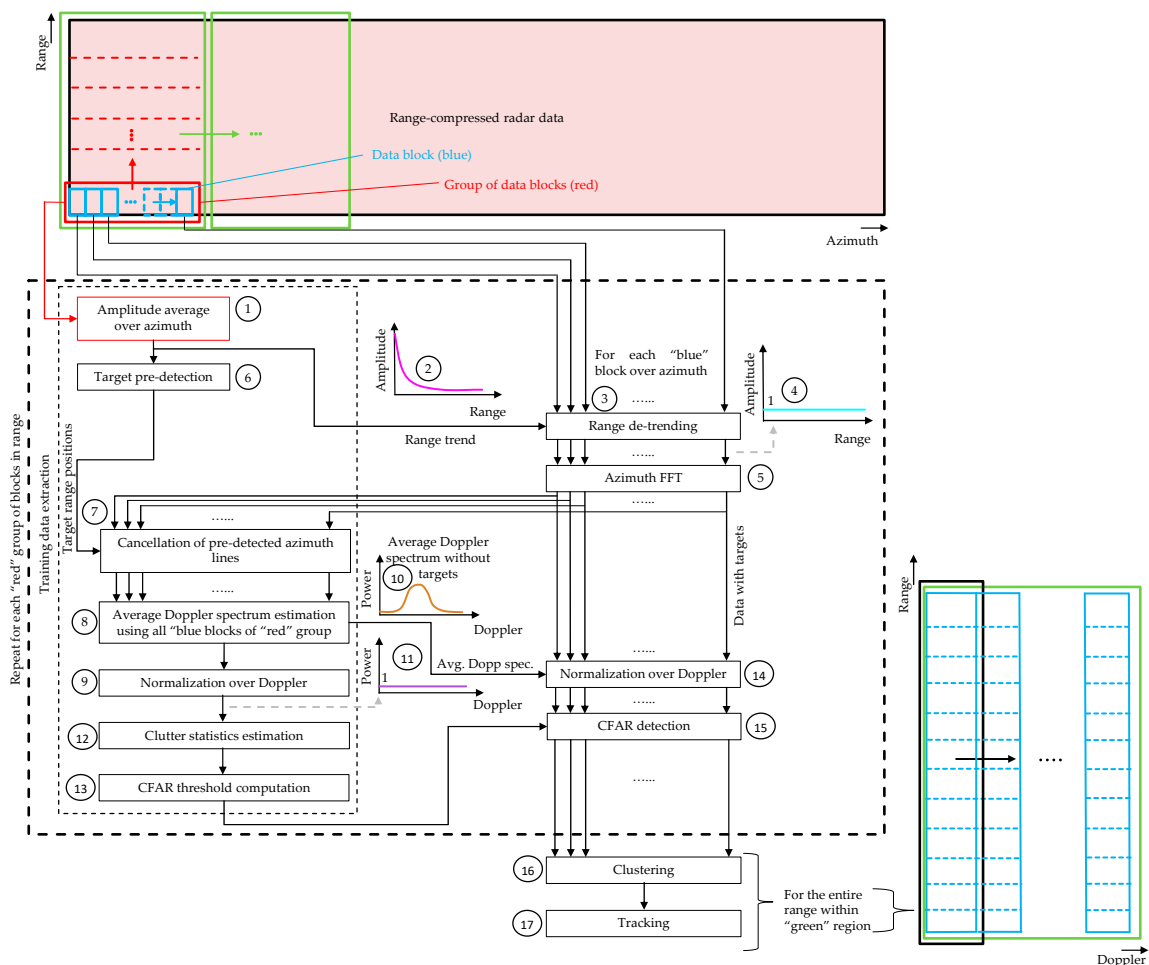 Range
Range-compressed radar data
Data block (blue)
Group of data blocks (red)
Azimuth
Repeat for each "red" group of blocks in range
Training data extraction
Target range positions
Amplitude average
over azimuth
1
Target pre-detection
6
Amplitude
2
Range
Range trend
For each "blue"
block over azimuth
3
…...
Range de-trending
Amplitude
1
4
Range
…...
Azimuth FFT
5
…...
7
…...
Cancellation of pre-detected azimuth
lines
…...
8
Average Doppler spectrum estimation
using all "blue blocks of "red" group
Average Doppler
spectrum without
targets
10
Power
Doppler
Data with targets
11
Power
1
Doppler
Avg. Dopp spec.
9
Normalization over Doppler
…...
Normalization over Doppler
14
…...
12
Clutter statistics estimation
CFAR detection
15
13
CFAR threshold computation
…...
16
Clustering
17
Tracking
For the entire
range within
"green" region
Range
....
Doppler